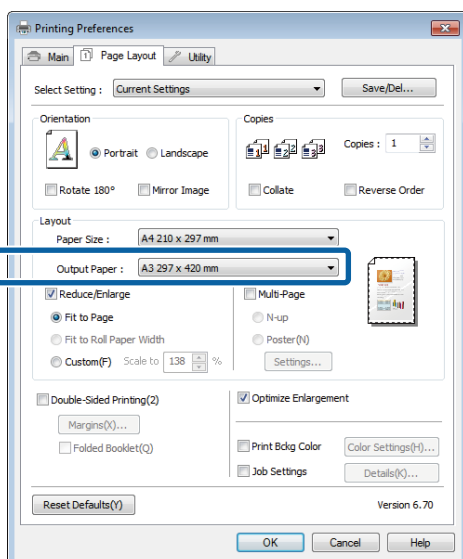 Printing Preferences
Main Page Layout Utility
Select Setting : Current Settings Save/Del...
Orientation Copies
Portrait Landscape Copies : 1
Rotate 180° Mirror Image Collate Reverse Order
Layout
Paper Size : A4 210 x 297 mm
Output Paper : A3 297 x 420 mm
Reduce/Enlarge Multi-Page
Fit to Page N-up
Fit to Roll Paper Width Poster(N)
Custom(F) Scale to 138 % Settings...
Double-Sided Printing(2) Optimize Enlargement
Margins(X)...
Folded Booklet(Q) Print Bckg Color Color Settings(H)...
Job Settings Details(K)...
Reset Defaults(Y) Version 6.70
OK Cancel Help